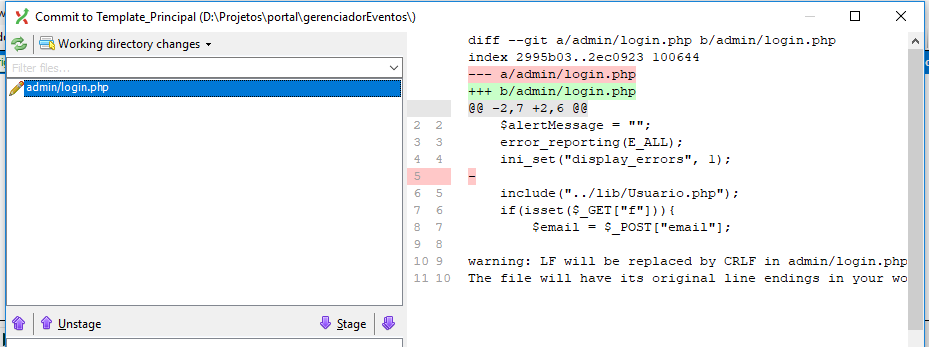 Commit to Template_Principal (D:\Projetos\portal\gerenciadorEventos\)
Working directory changes
Filter files...
admin/login.php
Unstage
Stage
diff --git a/admin/login.php b/admin/login.php
index 2995b03..2ec0923 100644
--- a/admin/login.php
+++ b/admin/login.php
@@ -2,7 +2,6 @@
2 2 $alertMessage = "";
3 3 error_reporting(E_ALL);
4 4 ini_set("display_errors", 1);
5 -
6 5 include("../lib/Usuario.php");
7 6 if(isset($_GET["f"])){
8 7 $email = $_POST["email"];
9 8
10 9 warning: LF will be replaced by CRLF in admin/login.php
11 10 The file will have its original line endings in your wo